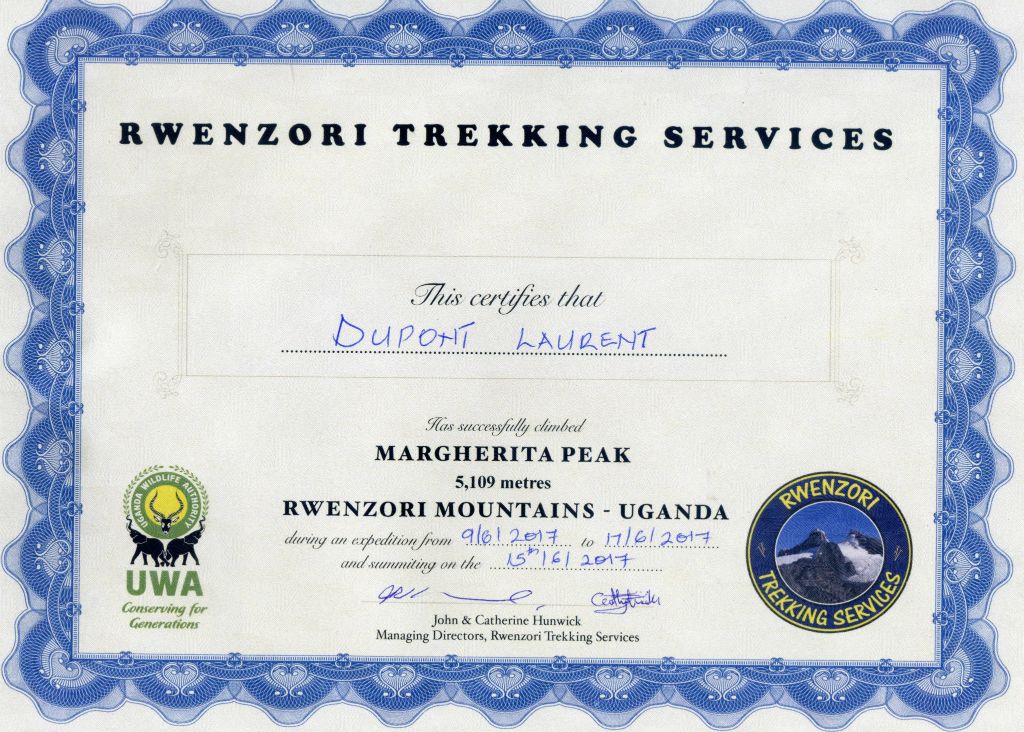 RWENZORI TREKKING SERVICES
This certifies that
DUPONT LAURENT
Has successfully climbed
MARGHERITA PEAK
5,109 metres
RWENZORI MOUNTAINS - UGANDA
during an expedition from 9/6/2017 to 17/6/2017
and summiting on the 15th/6/2017
John & Catherine Hunwick
Managing Directors, Rwenzori Trekking Services
UGANDA WILDLIFE AUTHORITY
UWA
Conserving for
Generations
RWENZORI
TREKKING SERVICES